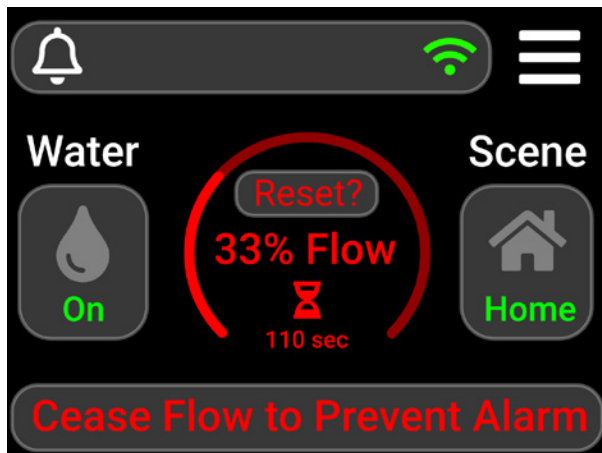 Water
Scene
Reset?
33% Flow
110 sec
On
Home
Cease Flow to Prevent Alarm